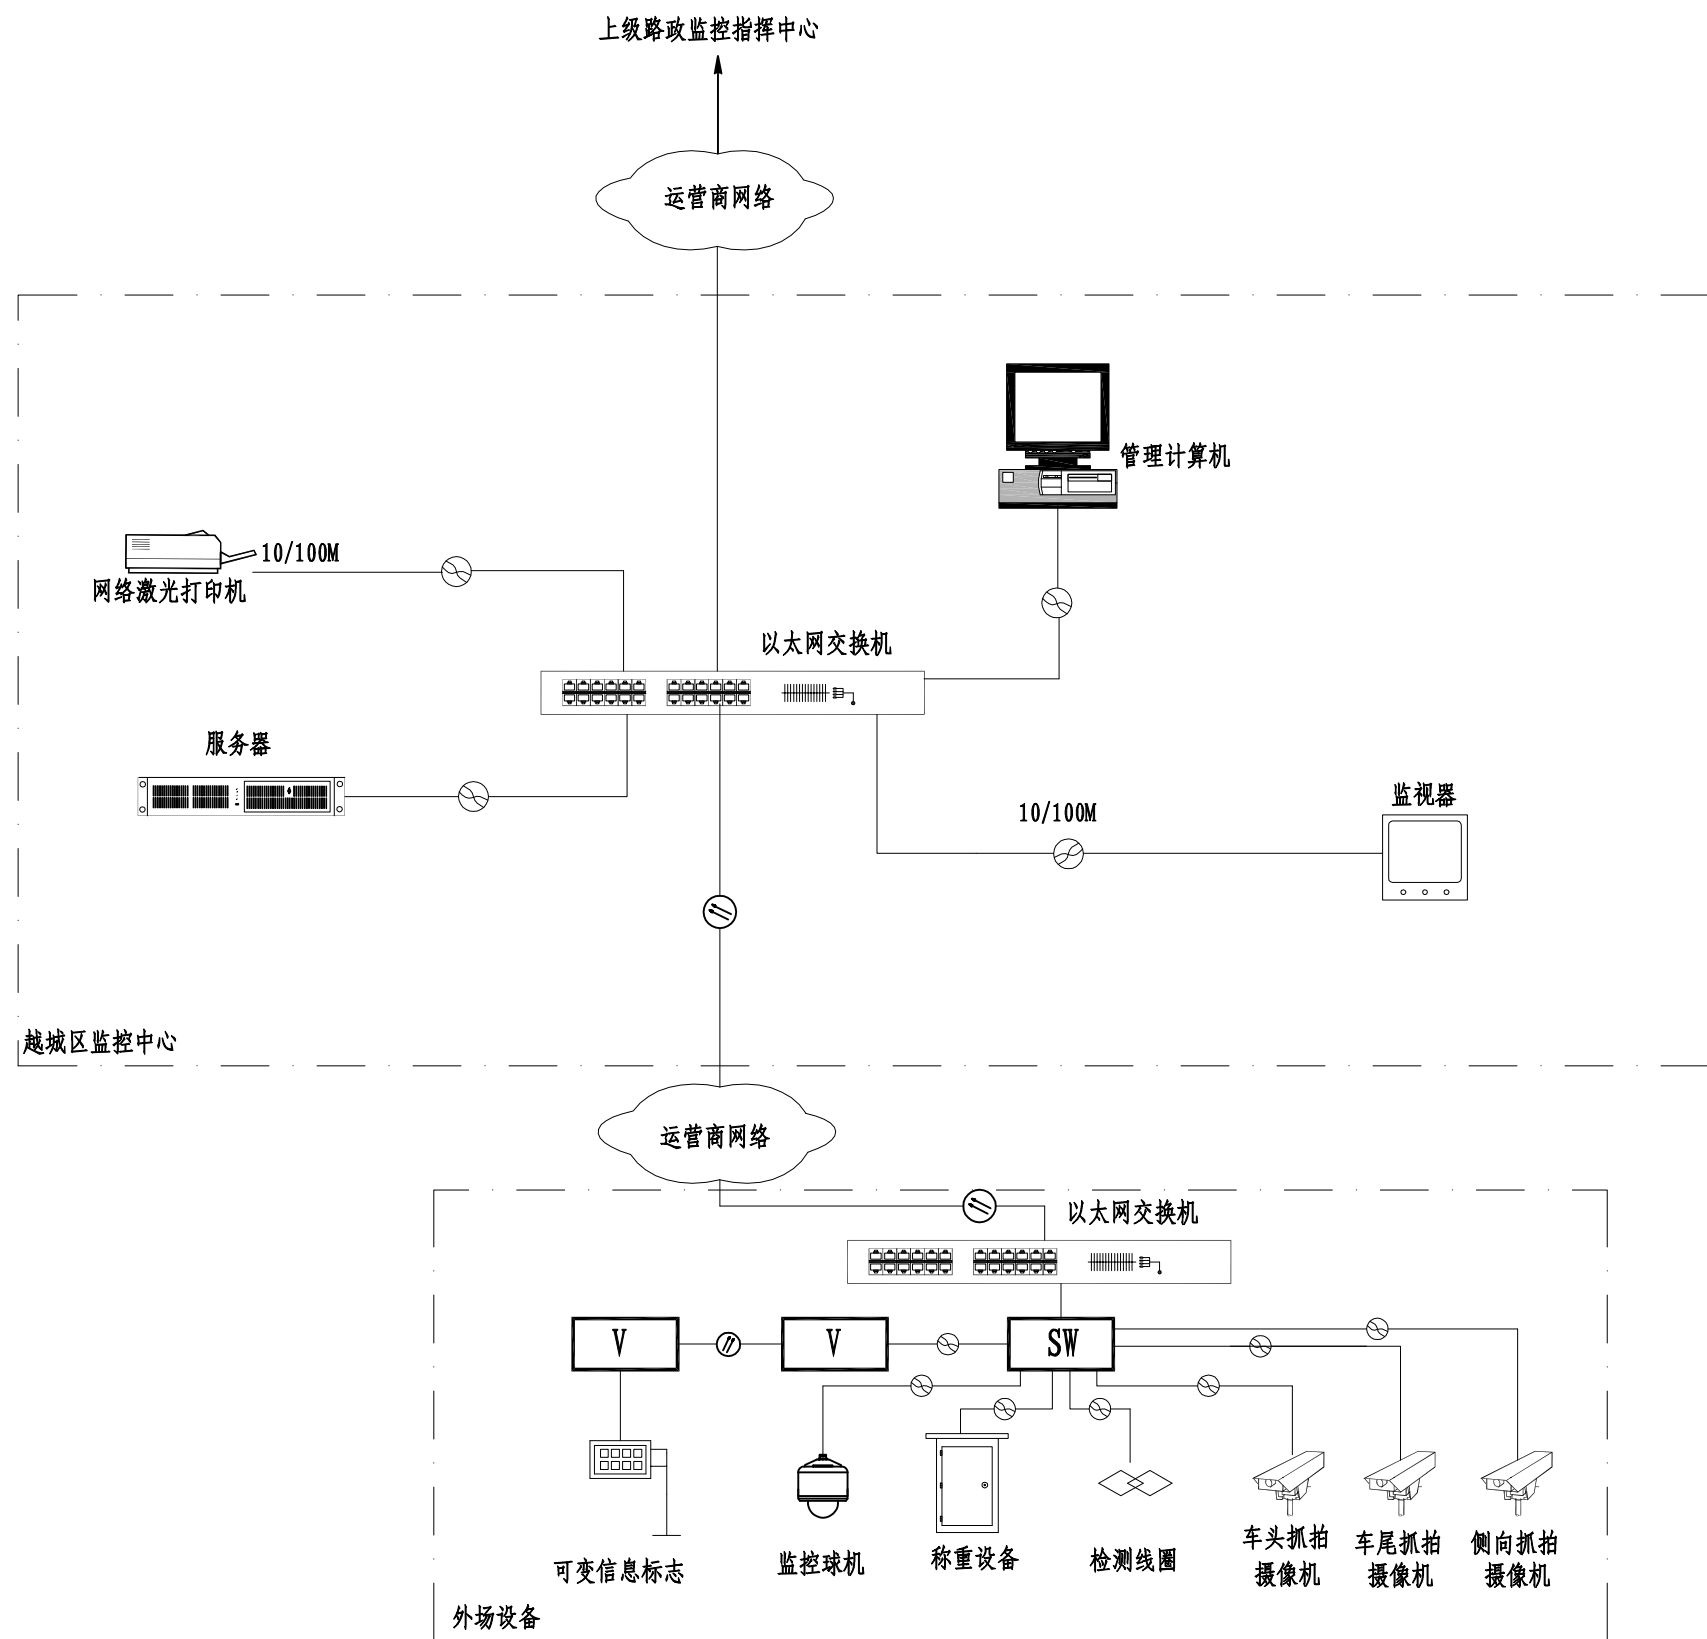 上级路政监控指挥中心
运营商网络
管理计算机
10/100M
网络激光打印机
以太网交换机
服务器
监视器
10/100M
越城区监控中心
运营商网络
以太网交换机
V
V
SW
可变信息标志
监控球机
称重设备
检测线圈
车头抓拍
摄像机
车尾抓拍
摄像机
侧向抓拍
摄像机
外场设备